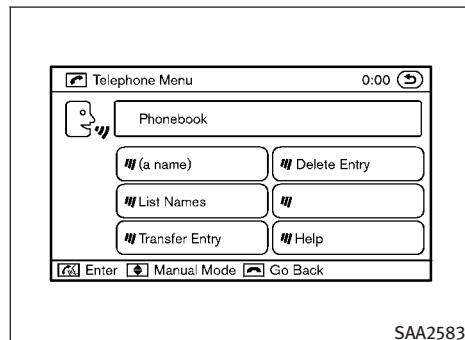 Telephone Menu 0:00
Phonebook
(a name) Delete Entry
List Names
Transfer Entry Help
Enter Manual Mode Go Back
SAA2583